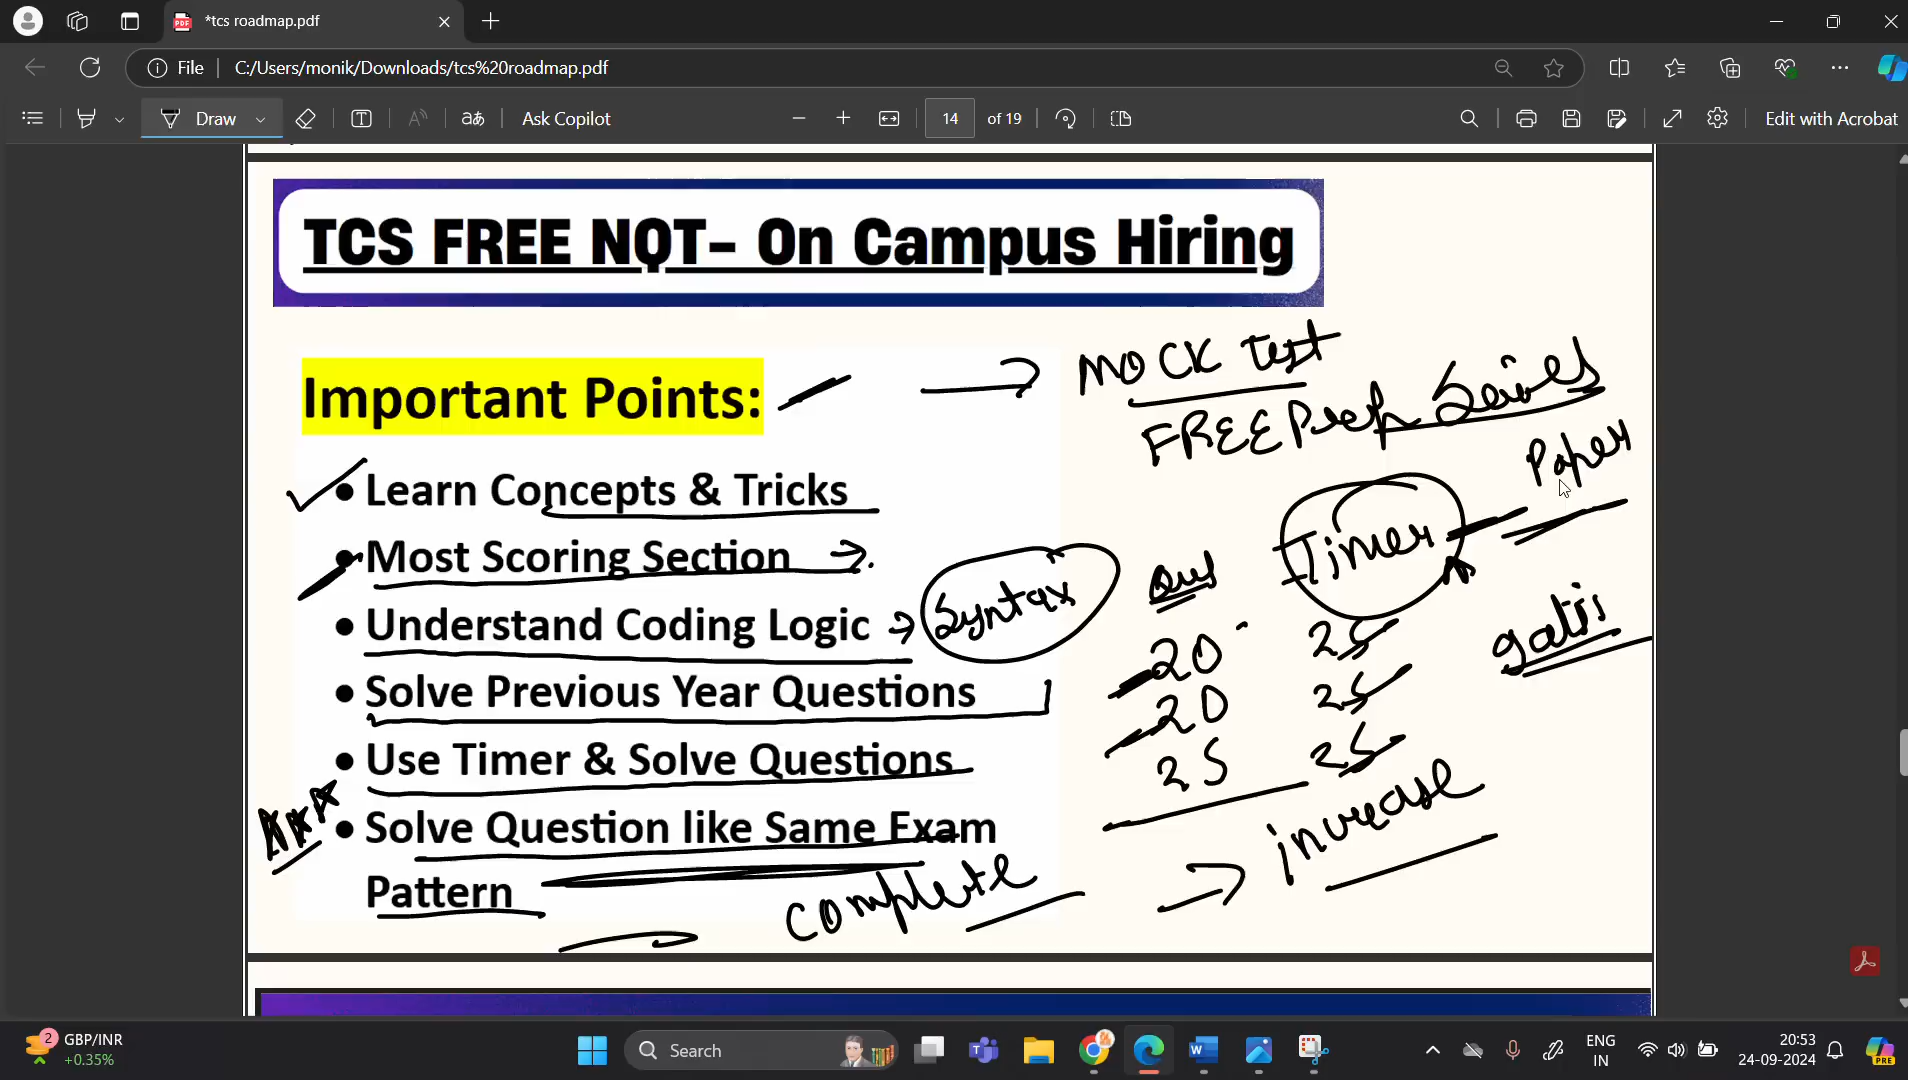 *tcs roadmap.pdf
File
C:/Users/monik/Downloads/tcs%20roadmap.pdf
Draw
Ask Copilot
14
of 19
Edit with Acrobat
TCS FREE NQT- On Campus Hiring
Important Points:
MOCK Test
FREE Prep Series
Paper
• Learn Concepts & Tricks
Timer
• Most Scoring Section
Syntax
• Understand Coding Logic
20 25
• Solve Previous Year Questions
20 25
• Use Timer & Solve Questions
25 25
increase
• Solve Question like Same Exam
Pattern
complete
2
GBP/INR
+0.35%
Search
ENG
IN
20:53
24-09-2024
PRE